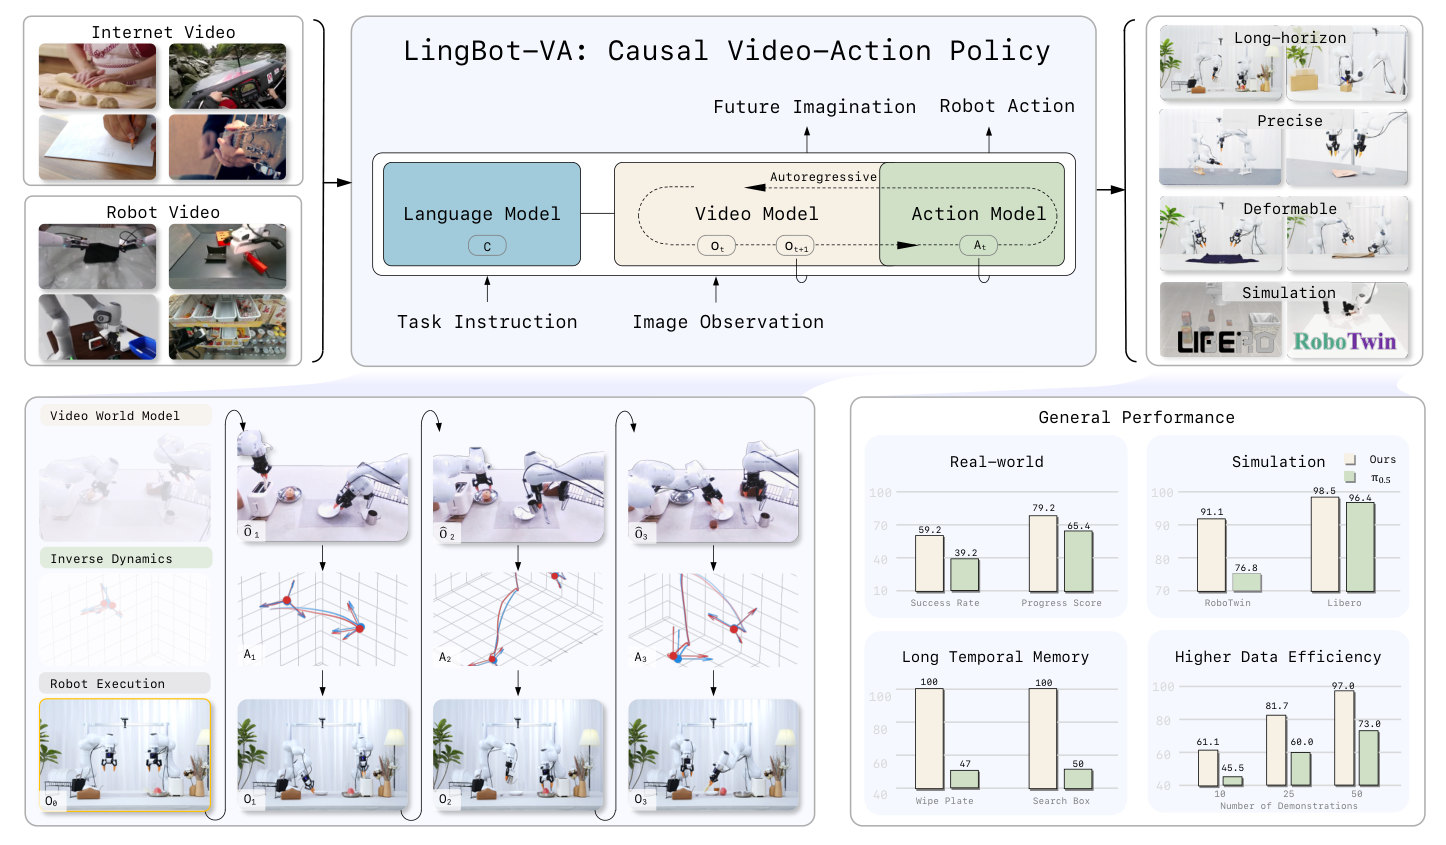 Internet Video
Robot Video
LingBot-VA: Causal Video-Action Policy
Future Imagination
Robot Action
Autoregressive
Language Model
Video Model
Action Model
C
Oₜ
Oₜ₊₁
Aₜ
Task Instruction
Image Observation
Long-horizon
Precise
Deformable
Simulation
RoboTwin
Video World Model
Ô₁
Ô₂
Ô₃
Inverse Dynamics
A₁
A₂
A₃
Robot Execution
O₀
O₁
O₂
O₃
General Performance
Real-world
100
70
40
10
59.2
39.2
79.2
65.4
Success Rate
Progress Score
Simulation
Ours
π₀.₅
100
90
80
70
91.1
76.8
98.5
96.4
RoboTwin
Libero
Long Temporal Memory
100
80
60
40
100
47
100
50
Wipe Plate
Search Box
Higher Data Efficiency
100
80
60
40
61.1
45.5
81.7
60.0
97.0
73.0
10
25
50
Number of Demonstrations